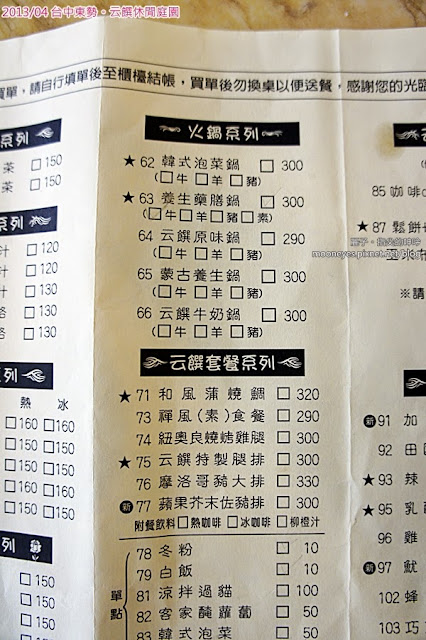 2013/04 台中東勢‧云饌休閒庭園
買單，請自行填單後至櫃檯結帳，買單後勿換桌以便送餐，感謝您的光臨
系列
茶 □ 150
茶 □ 150
系列
汁 □ 120
□ 120
汁 □ 130
洛 □ 130
洛 □ 130
系列
熱 冰
□160 □160
□150 □150
□150 □150
□150 □150
□150 □150
列
□150
□150
□150
□150
火鍋系列
★ 62 韓式泡菜鍋 □ 300
(□牛 □羊 □豬)
★ 63 養生藥膳鍋 □ 300
(□牛 □羊 □豬 □素)
64 云饌原味鍋 □ 290
(□牛 □羊 □豬)
65 蒙古養生鍋 □ 300
(□牛 □羊 □豬)
66 云饌牛奶鍋 □ 300
(□牛 □羊 □豬)
云饌套餐系列
★ 71 和風蒲燒鯛 □ 320
73 禪風(素)食餐 □ 290
74 紐奧良燒烤雞腿 □ 300
★ 75 云饌特製腿排 □ 300
76 摩洛哥豬大排 □ 330
新 77 蘋果芥末佐豬排 □ 300
附餐飲料 □熱咖啡 □冰咖啡 □柳橙汁
單點
78 冬粉 □ 10
79 白飯 □ 10
81 涼拌過貓 □ 100
82 客家醃蘿蔔 □ 50
83 韓式泡菜 □ 50
85 咖啡
★ 87 鬆餅
mooneyes.pixnet.net/blog
※請
新 91 加
92 田
★ 93 辣
★ 95 乳
96 雞
新 97 魷
102 蜂
103 巧